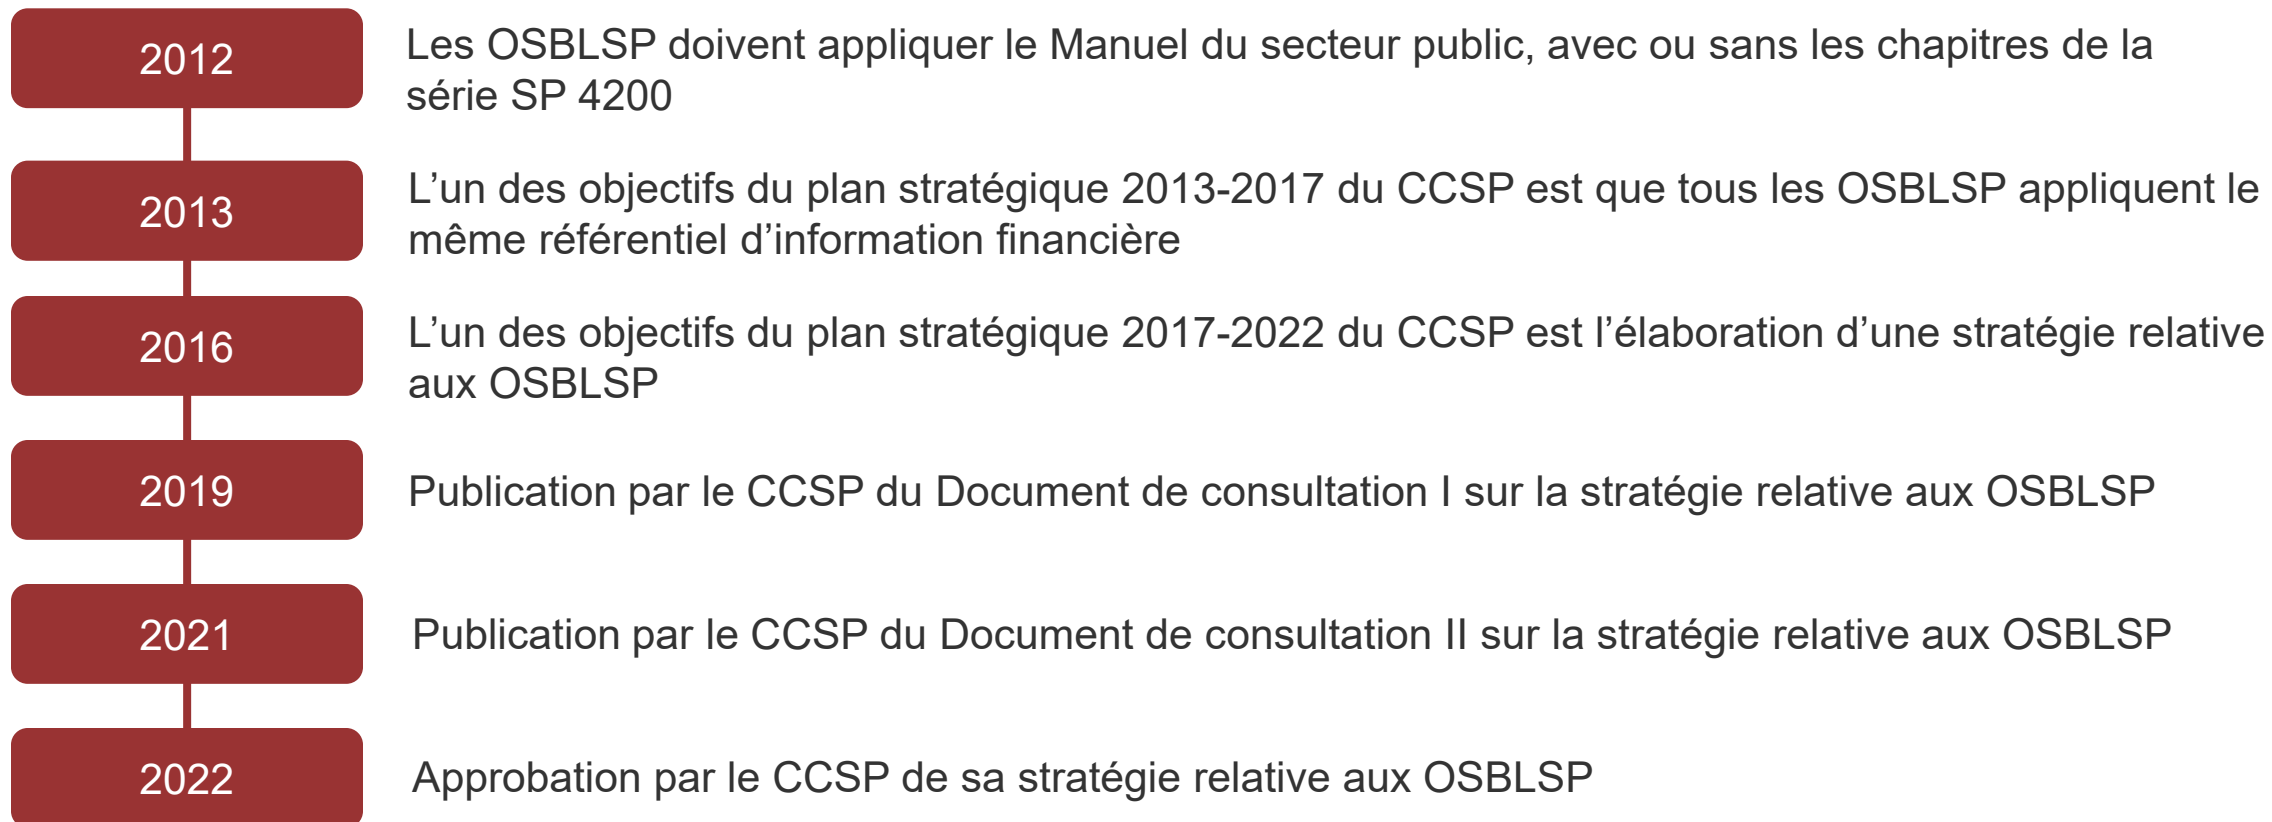 2012
Les OSBLSP doivent appliquer le Manuel du secteur public, avec ou sans les chapitres de la
série SP 4200
2013
L’un des objectifs du plan stratégique 2013-2017 du CCSP est que tous les OSBLSP appliquent le
même référentiel d’information financière
2016
L’un des objectifs du plan stratégique 2017-2022 du CCSP est l’élaboration d’une stratégie relative
aux OSBLSP
2019
Publication par le CCSP du Document de consultation I sur la stratégie relative aux OSBLSP
2021
Publication par le CCSP du Document de consultation II sur la stratégie relative aux OSBLSP
2022
Approbation par le CCSP de sa stratégie relative aux OSBLSP